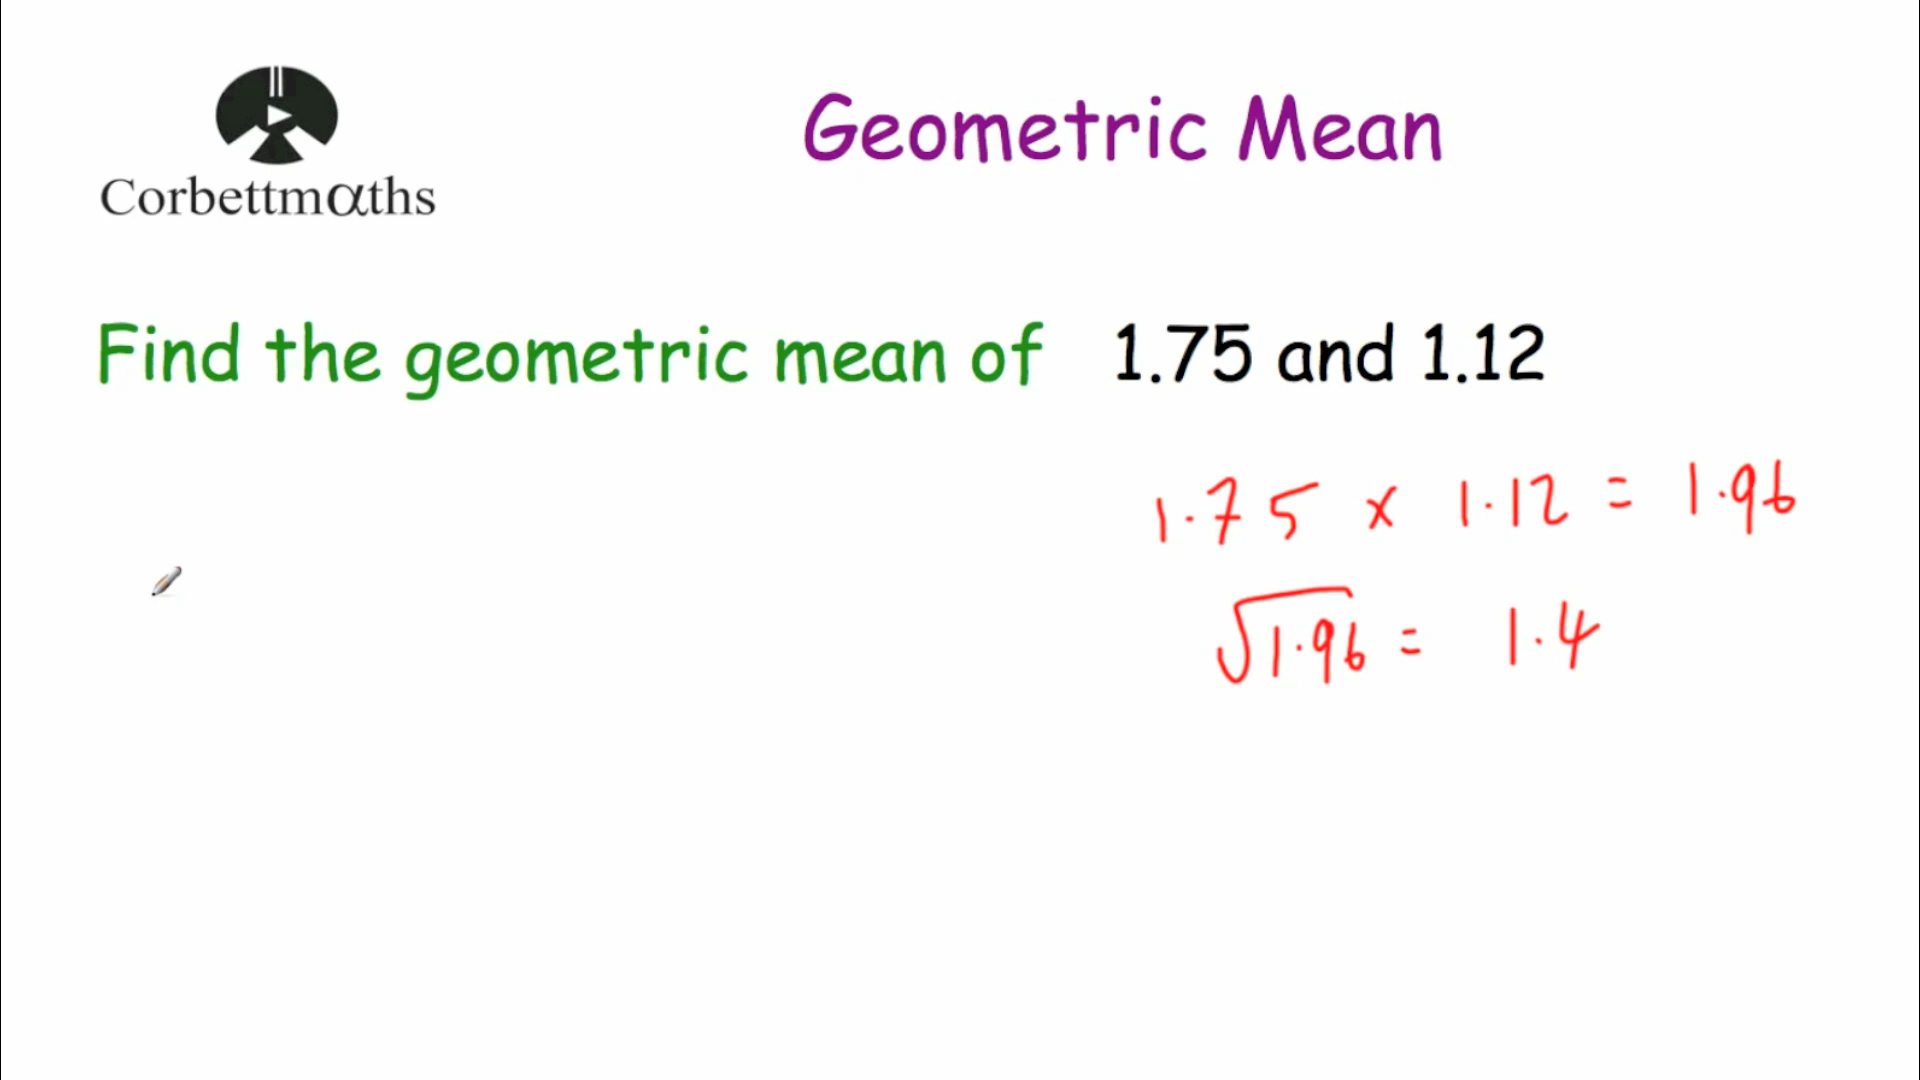 Geometric Mean
Corbettmαths
Find the geometric mean of 1.75 and 1.12
1.75 x 1.12 = 1.96
√1.96 = 1.4